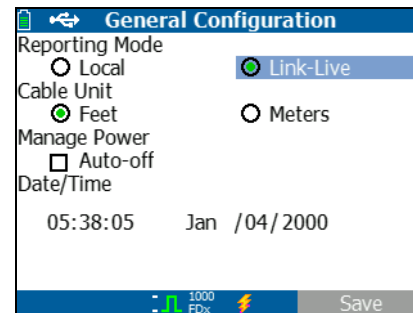 General Configuration
Reporting Mode
Local Link-Live
Cable Unit
Feet Meters
Manage Power
Auto-off
Date/Time
05:38:05 Jan /04/2000
1000
FDx
Save